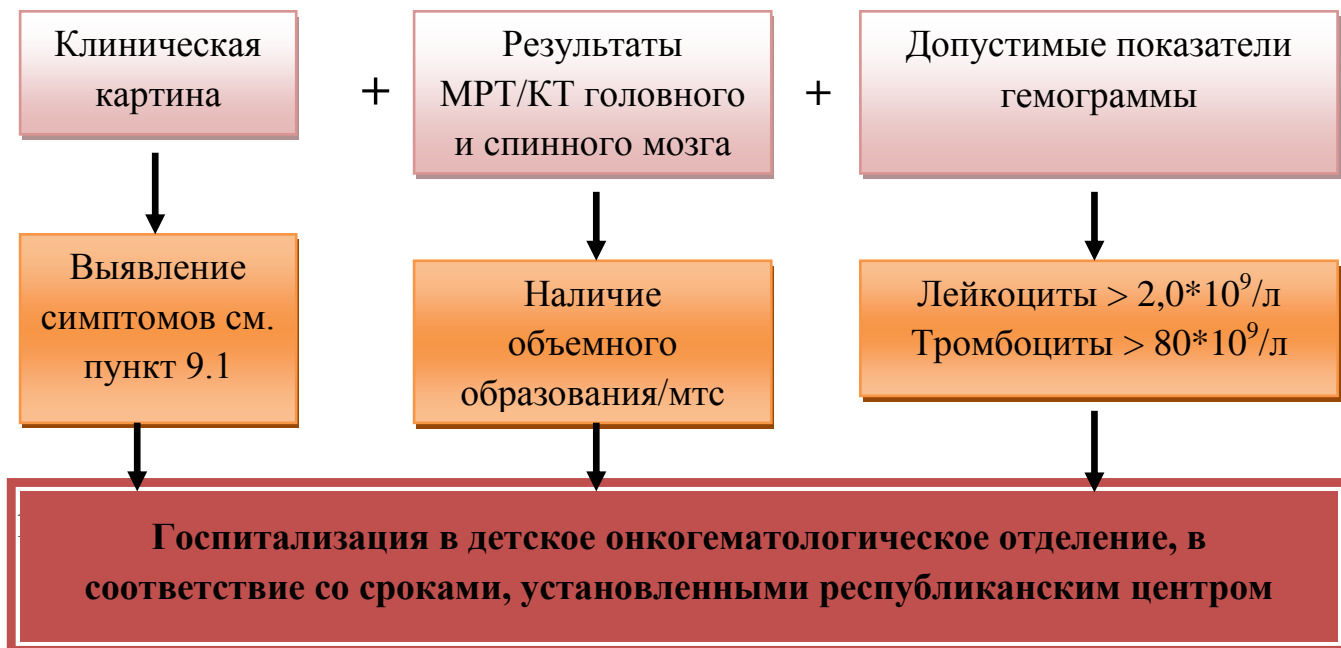 Клиническая
картина
+
Результаты
МРТ/КТ головного
и спинного мозга
+
Допустимые показатели
гемограммы
Выявление
симптомов см.
пункт 9.1
Наличие
объемного
образования/мтс
Лейкоциты > 2,0*10⁹/л
Тромбоциты > 80*10⁹/л
Госпитализация в детское онкогематологическое отделение, в
соответствие со сроками, установленными республиканским центром